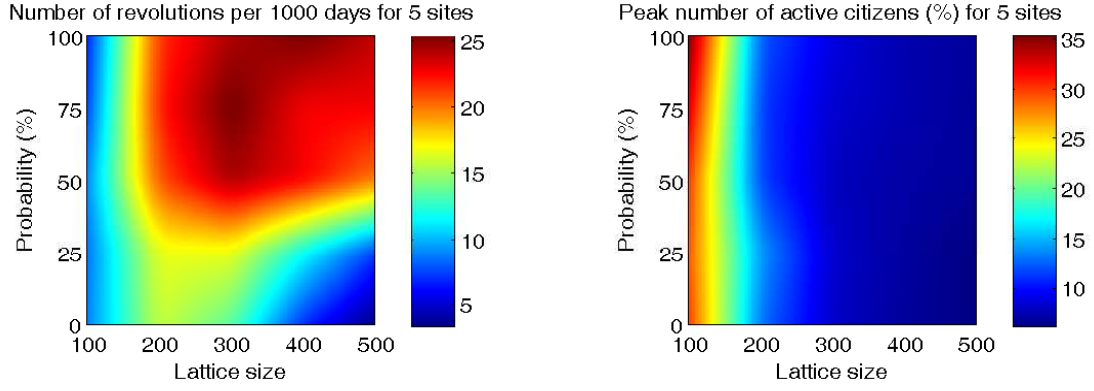 Number of revolutions per 1000 days for 5 sites
Probability (%)
100
75
50
25
0
100 200 300 400 500
Lattice size
25
20
15
10
5
Peak number of active citizens (%) for 5 sites
Probability (%)
100
75
50
25
0
100 200 300 400 500
Lattice size
35
30
25
20
15
10